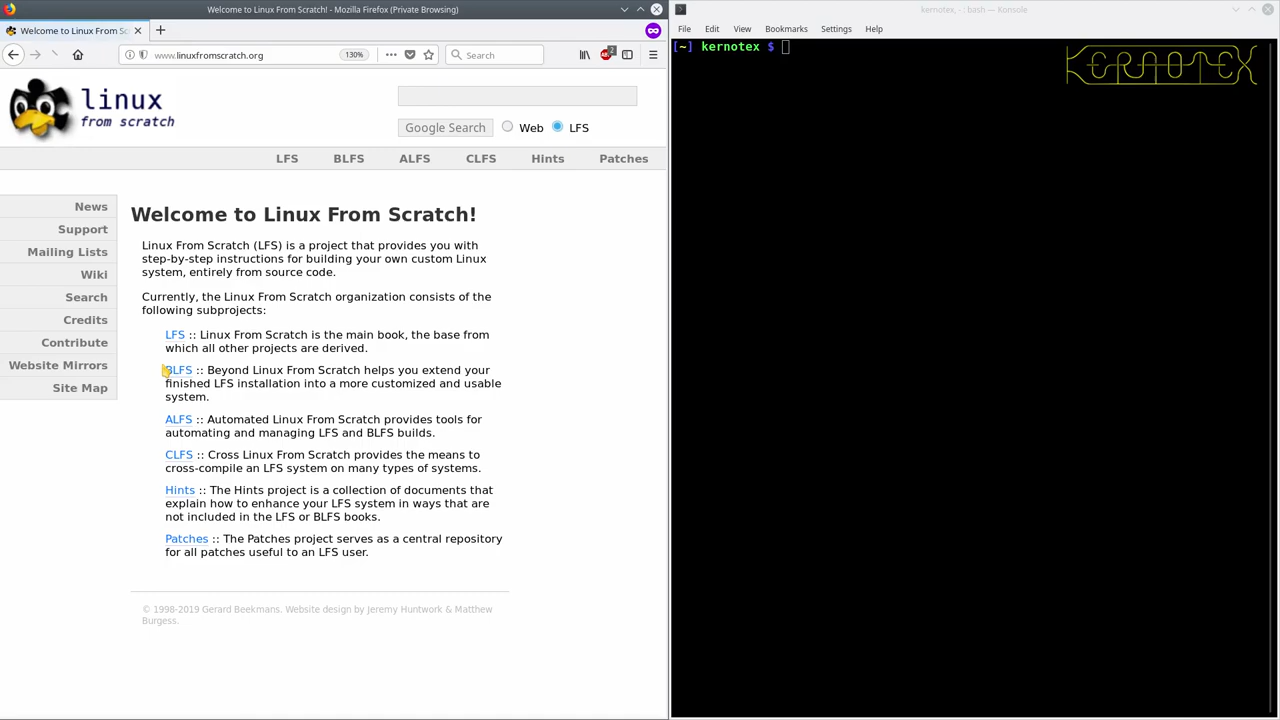 Welcome to Linux From Scratch! - Mozilla Firefox (Private Browsing)
Welcome to Linux From Sc
www.linuxfromscratch.org
130%
Search
linux
from scratch
Google Search
Web
LFS
LFS
BLFS
ALFS
CLFS
Hints
Patches
News
Support
Mailing Lists
Wiki
Search
Credits
Contribute
Website Mirrors
Site Map
Welcome to Linux From Scratch!
Linux From Scratch (LFS) is a project that provides you with
step-by-step instructions for building your own custom Linux
system, entirely from source code.
Currently, the Linux From Scratch organization consists of the
following subprojects:
LFS :: Linux From Scratch is the main book, the base from
which all other projects are derived.
BLFS :: Beyond Linux From Scratch helps you extend your
finished LFS installation into a more customized and usable
system.
ALFS :: Automated Linux From Scratch provides tools for
automating and managing LFS and BLFS builds.
CLFS :: Cross Linux From Scratch provides the means to
cross-compile an LFS system on many types of systems.
Hints :: The Hints project is a collection of documents that
explain how to enhance your LFS system in ways that are
not included in the LFS or BLFS books.
Patches :: The Patches project serves as a central repository
for all patches useful to an LFS user.
© 1998-2019 Gerard Beekmans. Website design by Jeremy Huntwork & Matthew
Burgess.
kernotex, - : bash — Konsole
File Edit View Bookmarks Settings Help
[~] kernotex $
KERNOTEX